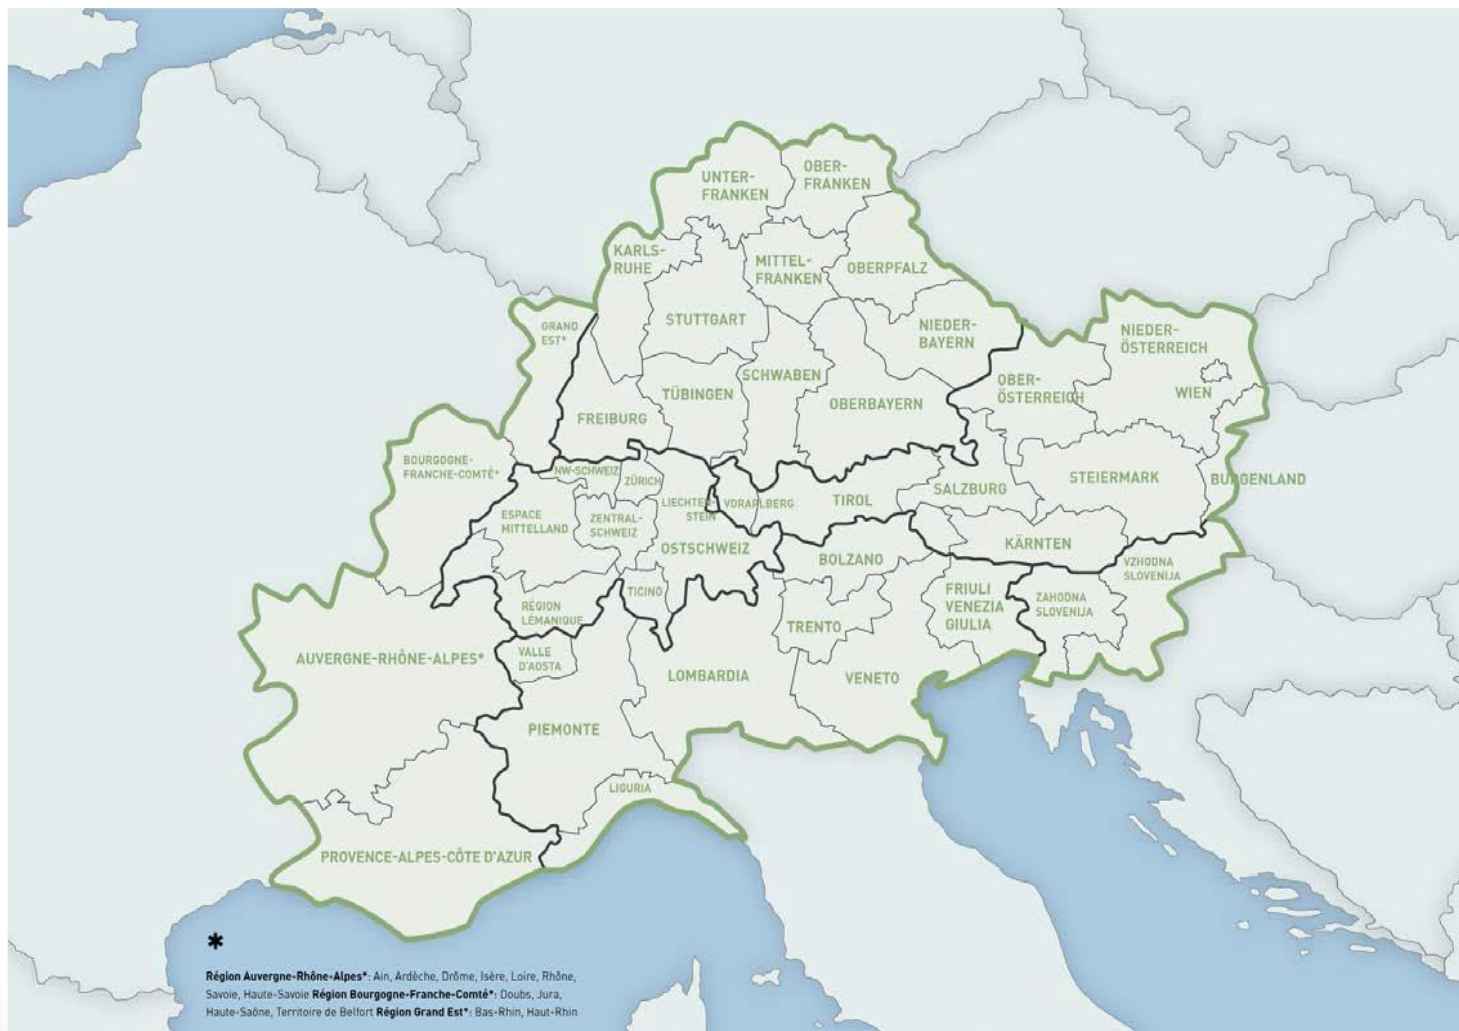 UNTER-
FRANKEN
OBER-
FRANKEN
KARLS-
RUHE
MITTEL-
FRANKEN
OBERPFALZ
STUTTGART
GRAND
EST*
NIEDER-
BAYERN
NIEDER-
ÖSTERREICH
TÜBINGEN
SCHWABEN
OBERBAYERN
OBER-
ÖSTERREICH
WIEN
FREIBURG
BOURGOGNE-
FRANCHE-COMTÉ*
NW-SCHWEIZ
ZÜRICH
LIECHTEN-
STEIN
VORARLBERG
TIROL
SALZBURG
STEIERMARK
BURGENLAND
ESPACE
MITTELLAND
ZENTRAL-
SCHWEIZ
OSTSCHWEIZ
BOLZANO
KÄRNTEN
VZHODNA
SLOVENIJA
RÉGION
LÉMANIQUE
TICINO
TRENTO
FRIULI
VENEZIA
GIULIA
ZAHODNA
SLOVENIJA
AUVERGNE-RHÔNE-ALPES*
VALLE
D'AOSTA
LOMBARDIA
VENETO
PIEMONTE
LIGURIA
PROVENCE-ALPES-CÔTE D'AZUR
*
Région Auvergne-Rhône-Alpes*: Ain, Ardèche, Drôme, Isère, Loire, Rhône,
Savoie, Haute-Savoie Région Bourgogne-Franche-Comté*: Doubs, Jura,
Haute-Saône, Territoire de Belfort Région Grand Est*: Bas-Rhin, Haut-Rhin